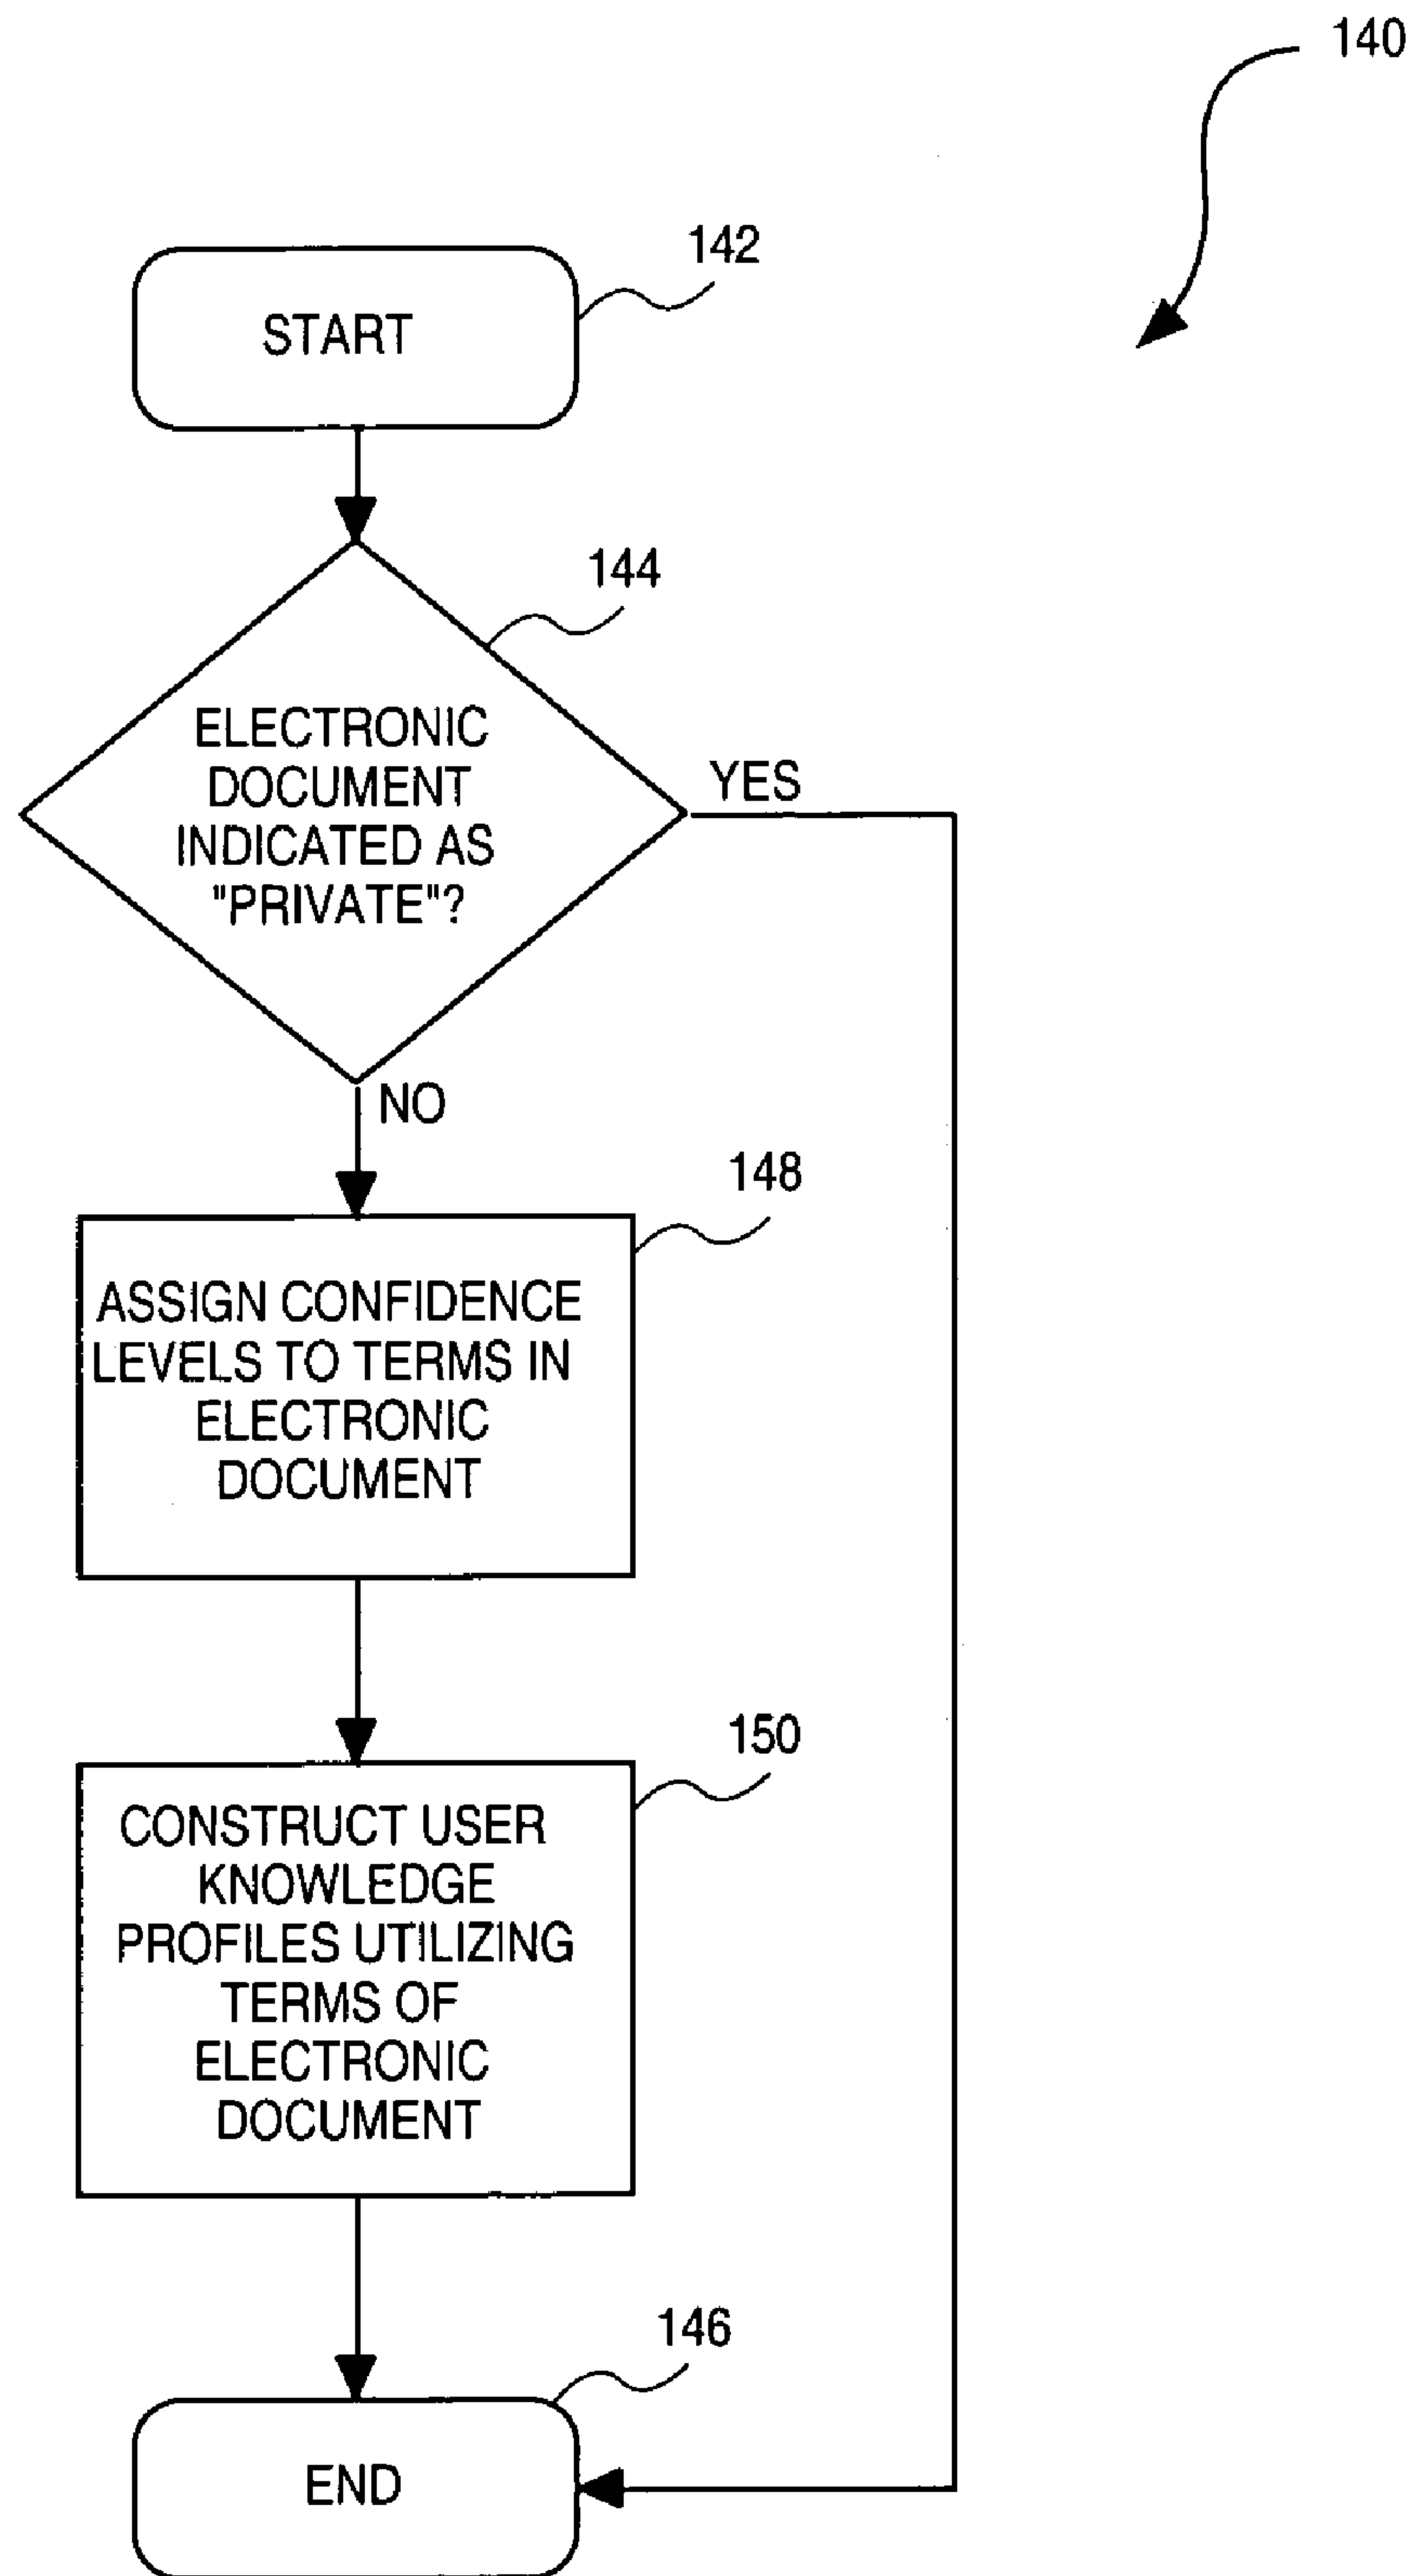 140
142
START
144
ELECTRONIC
DOCUMENT
INDICATED AS
"PRIVATE"?
YES
NO
148
ASSIGN CONFIDENCE
LEVELS TO TERMS IN
ELECTRONIC
DOCUMENT
150
CONSTRUCT USER
KNOWLEDGE
PROFILES UTILIZING
TERMS OF
ELECTRONIC
DOCUMENT
146
END